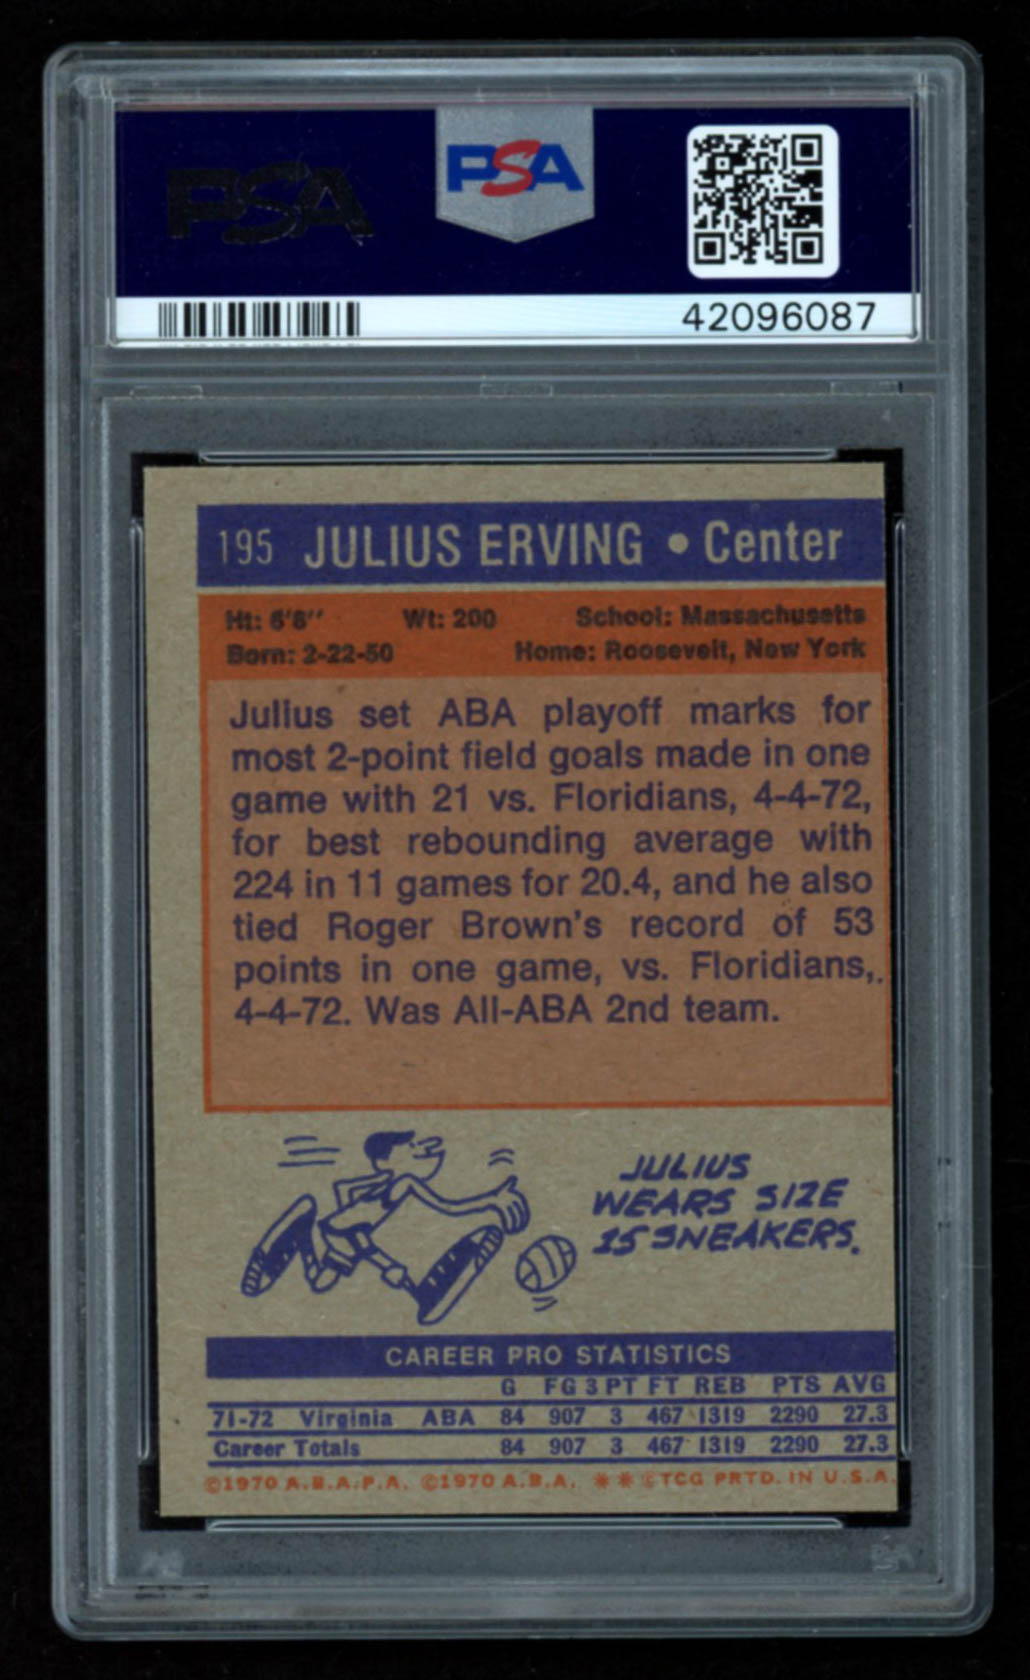 PSA
PSA
42096087
195 JULIUS ERVING • Center
Ht: 6'6'' Wt: 200 School: Massachusetts
Born: 2-22-50 Home: Roosevelt, New York
Julius set ABA playoff marks for
most 2-point field goals made in one
game with 21 vs. Floridians, 4-4-72,
for best rebounding average with
224 in 11 games for 20.4, and he also
tied Roger Brown's record of 53
points in one game, vs. Floridians,.
4-4-72. Was All-ABA 2nd team.
JULIUS
WEARS SIZE
15 SNEAKERS.
CAREER PRO STATISTICS
G FG 3 PT FT REB PTS AVG
71-72 Virginia ABA 84 907 3 467 1319 2290 27.3
Career Totals 84 907 3 467 1319 2290 27.3
©1970 A.B.A.P.A. ©1970 A.B.A. ** ©TCG PRTD. IN U.S.A.